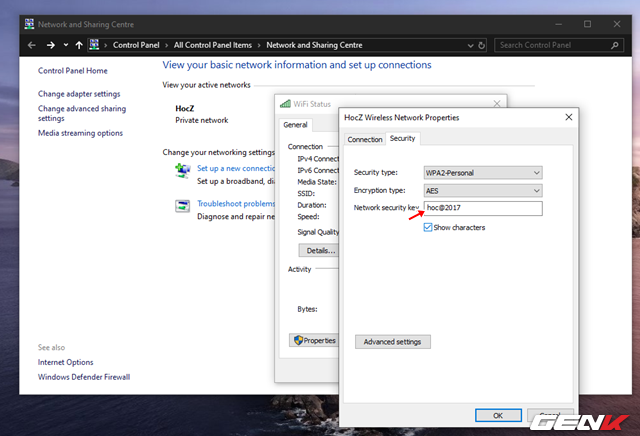 Network and Sharing Centre
Control Panel > All Control Panel Items > Network and Sharing Centre
Search Control Panel
Control Panel Home
Change adapter settings
Change advanced sharing
settings
Media streaming options
See also
Internet Options
Windows Defender Firewall
View your basic network information and set up connections
View your active networks
HocZ
Private network
Change your networking settings
Set up a new connectio
Set up a broadband, di
Troubleshoot problems
Diagnose and repair ne
WiFi Status
General
Connection
IPv4 Connect
IPv6 Connect
Media State:
SSID:
Duration:
Speed:
Signal Quality
Details...
Activity
Bytes:
Properties
HocZ Wireless Network Properties
Connection
Security
Security type:
WPA2-Personal
Encryption type:
AES
Network security key
hoc@2017
Show characters
Advanced settings
OK
GENK